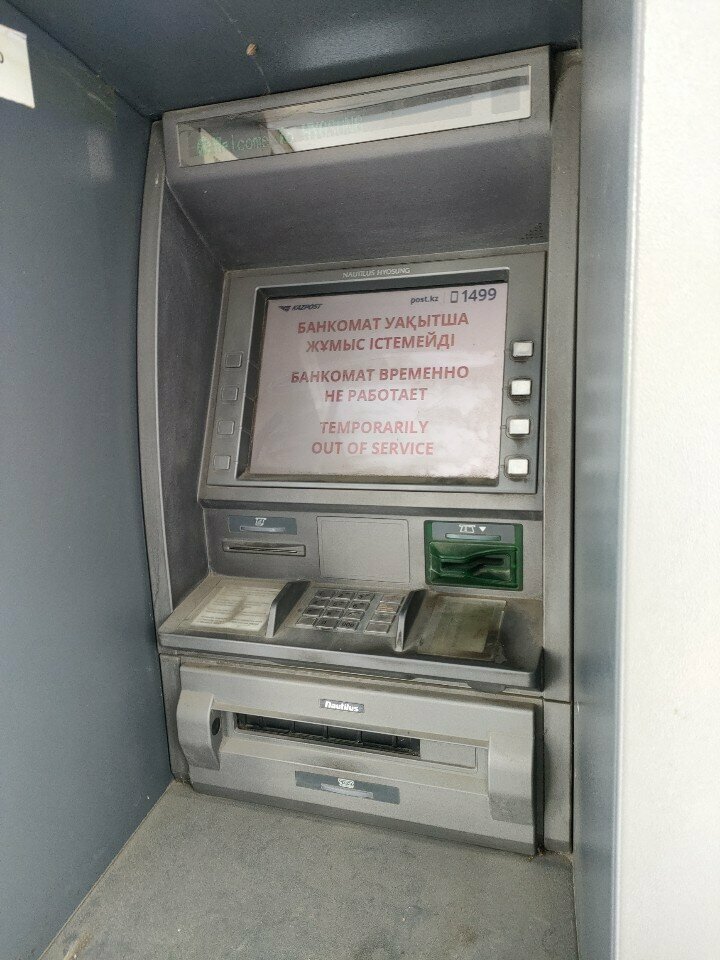 Welcome
NAUTILUS HYOSUNG
KAZPOST
post.kz
1499
БАНКОМАТ УАҚЫТША
ЖҰМЫС ІСТЕМЕЙДІ
БАНКОМАТ ВРЕМЕННО
НЕ РАБОТАЕТ
TEMPORARILY
OUT OF SERVICE
Nautilus